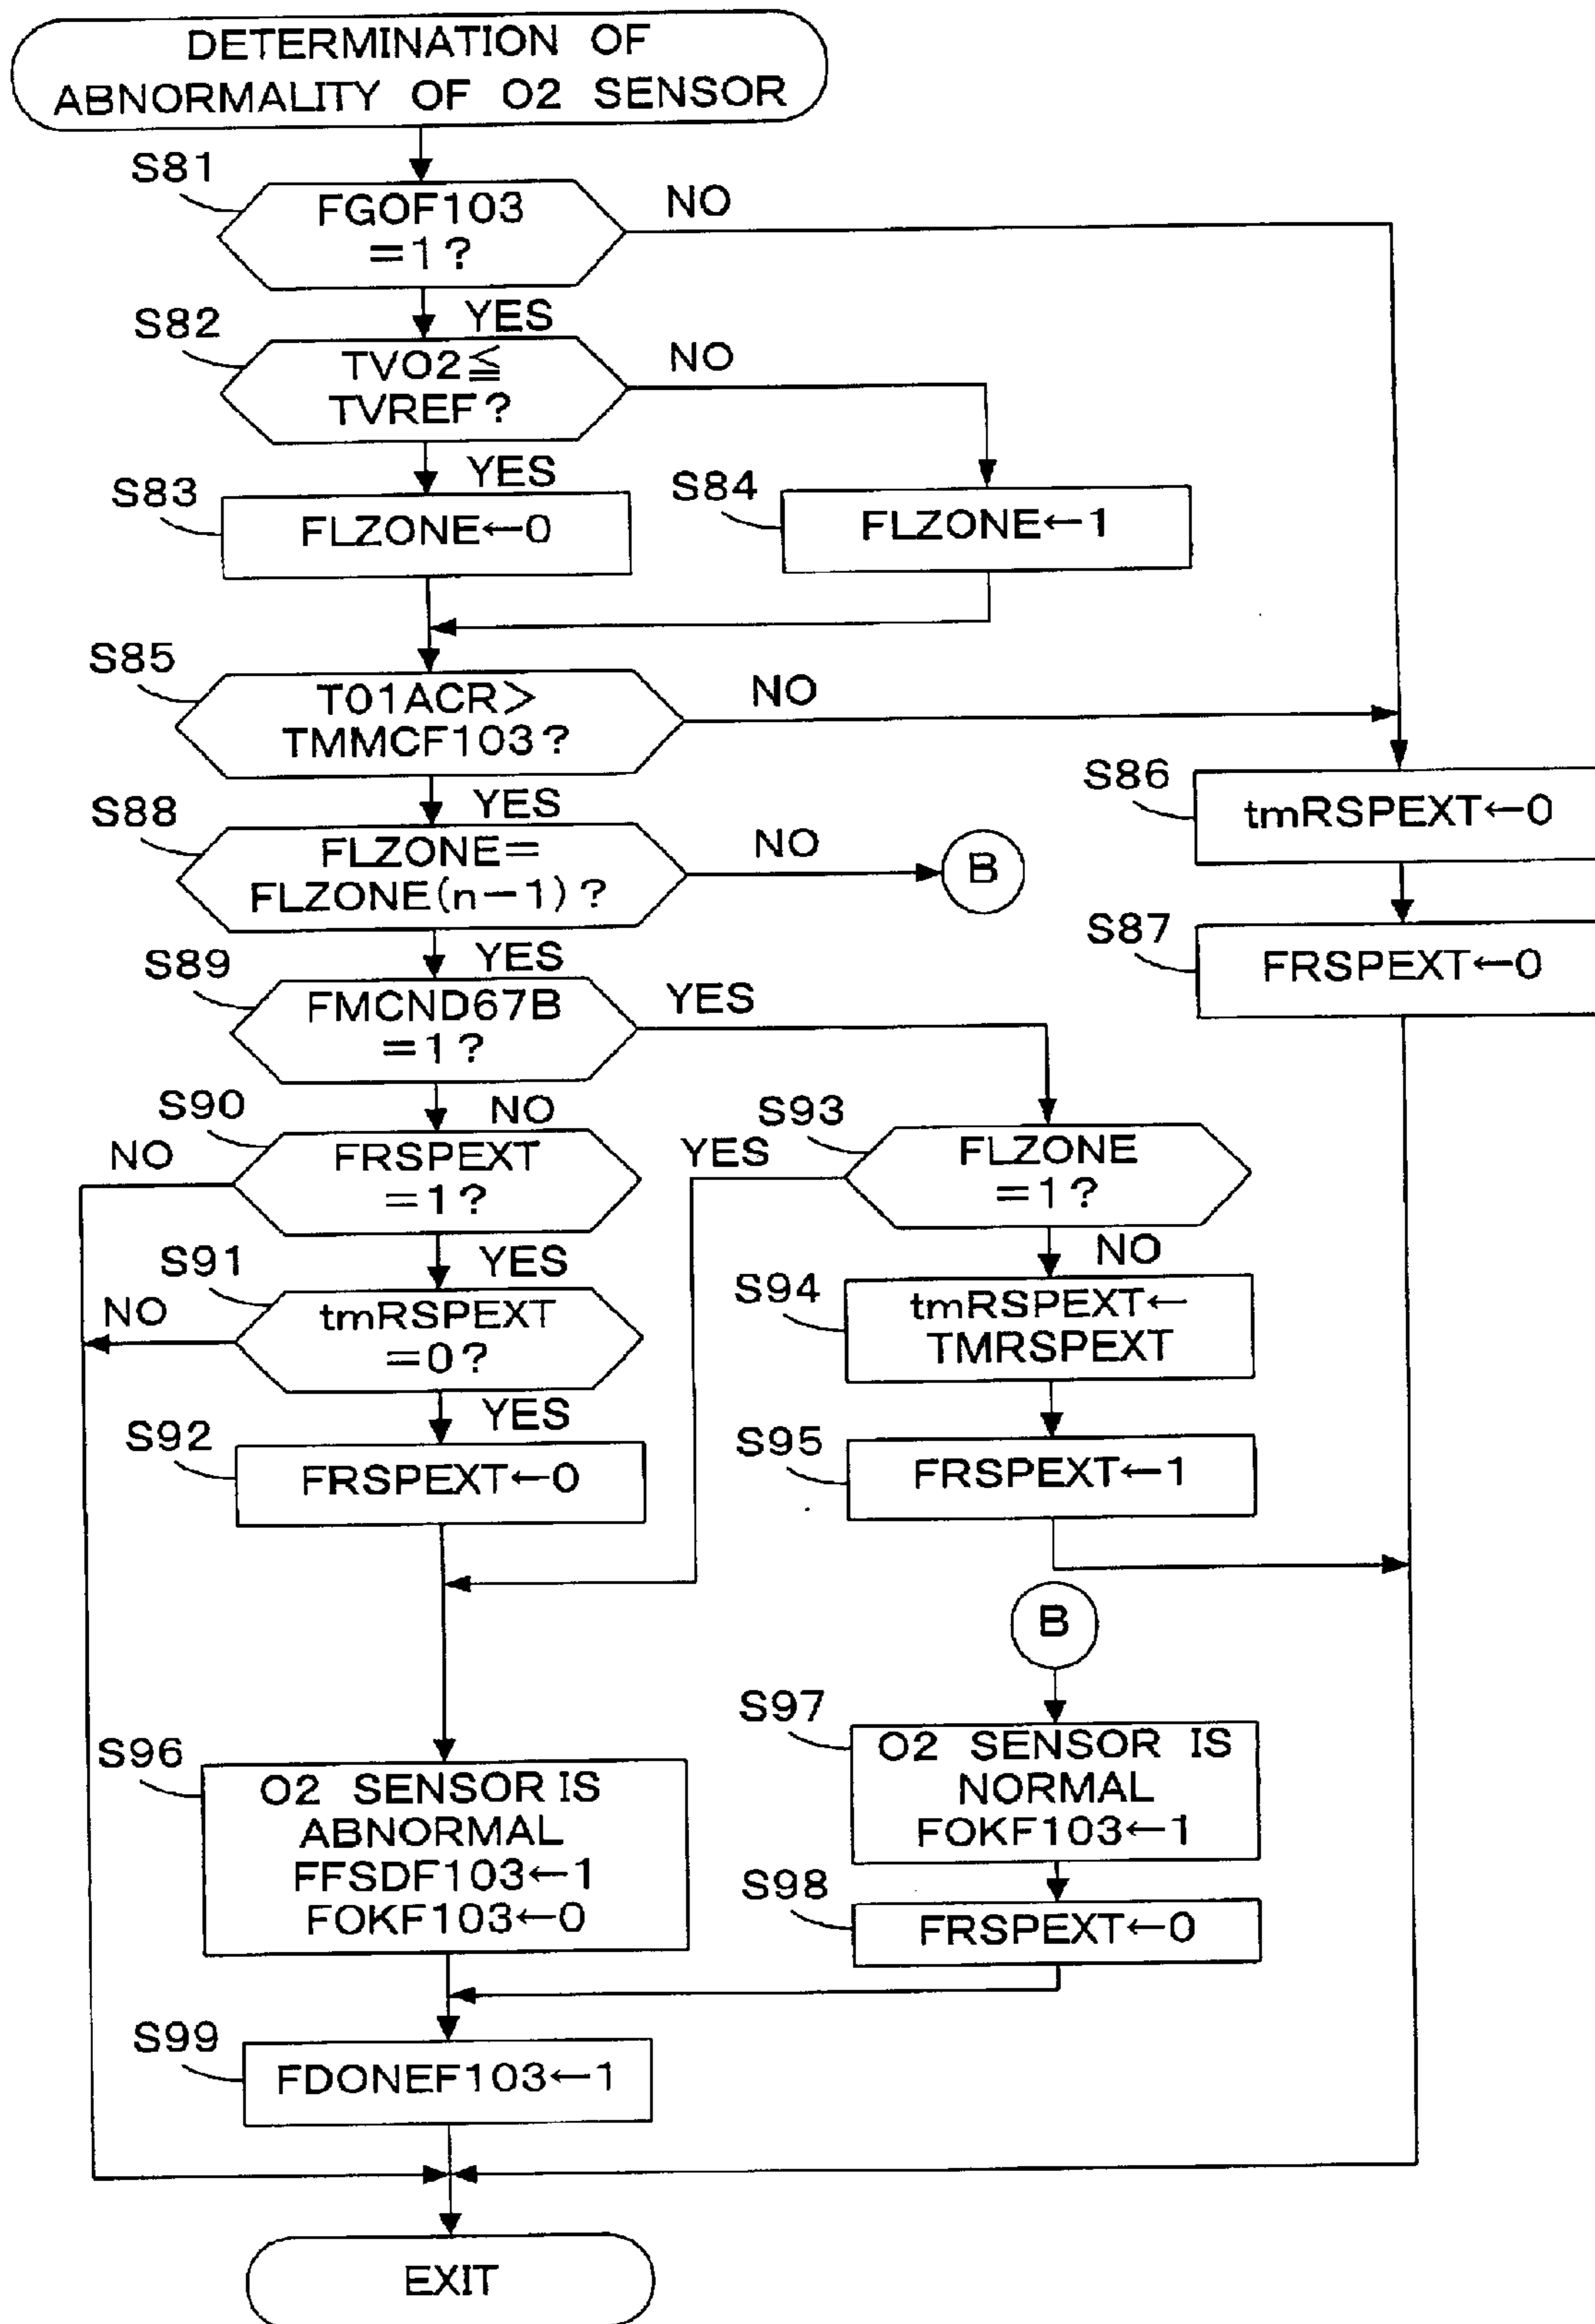 DETERMINATION OF
ABNORMALITY OF O2 SENSOR
S81
FGOF103
=1?
NO
YES
S82
TVO2≦
TVREF?
NO
YES
S83
FLZONE←0
S84
FLZONE←1
S85
T01ACR>
TMMCF103?
NO
YES
S86
tmRSPEXT←0
S87
FRSPEXT←0
S88
FLZONE=
FLZONE(n-1)?
NO
B
YES
S89
FMCND67B
=1?
YES
NO
S90
FRSPEXT
=1?
NO
YES
S91
tmRSPEXT
=0?
NO
YES
S92
FRSPEXT←0
S93
FLZONE
=1?
YES
NO
S94
tmRSPEXT←
TMRSPEXT
S95
FRSPEXT←1
B
S96
O2 SENSOR IS
ABNORMAL
FFSDF103←1
FOKF103←0
S97
O2 SENSOR IS
NORMAL
FOKF103←1
S98
FRSPEXT←0
S99
FDONEF103←1
EXIT